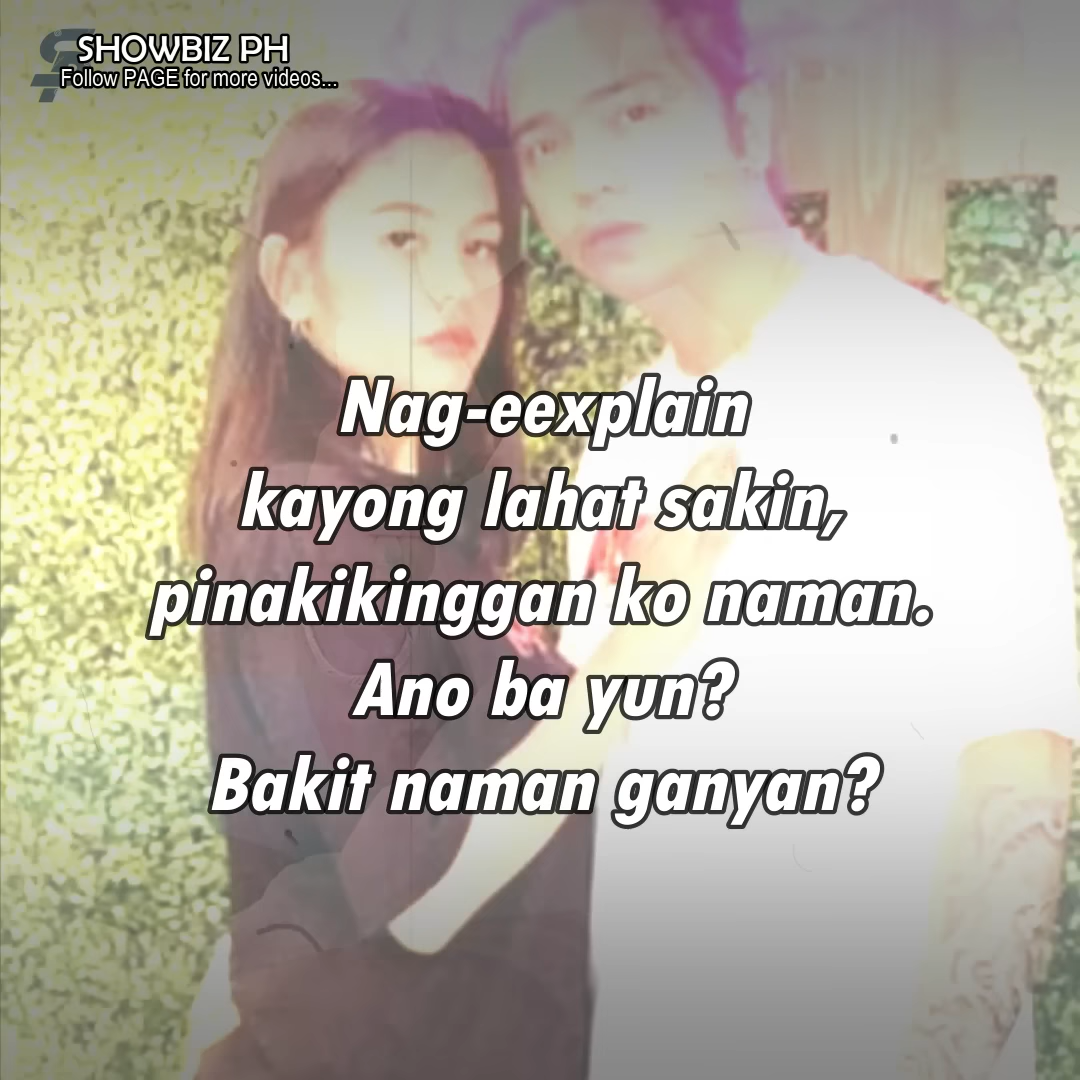 SHOWBIZ PH
Follow PAGE for more videos...
Nag-eexplain
kayong lahat sakin,
pinakikinggan ko naman.
Ano ba yun?
Bakit naman ganyan?